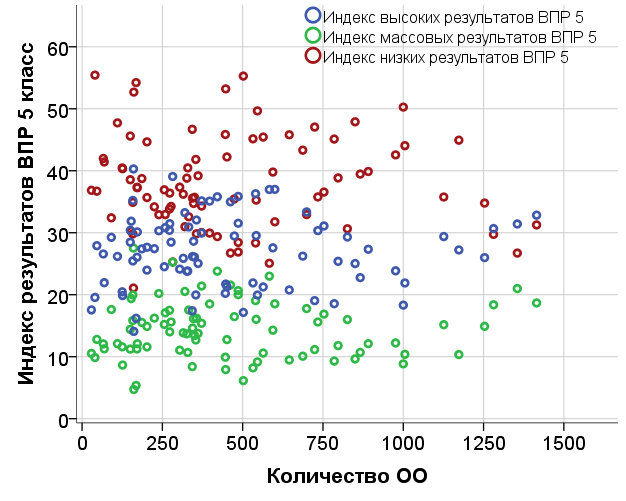 Индекс высоких результатов ВПР 5
Индекс массовых результатов ВПР 5
Индекс низких результатов ВПР 5
Индекс результатов ВПР 5 класс
60
50
40
30
20
10
0
0 250 500 750 1000 1250 1500
Количество ОО